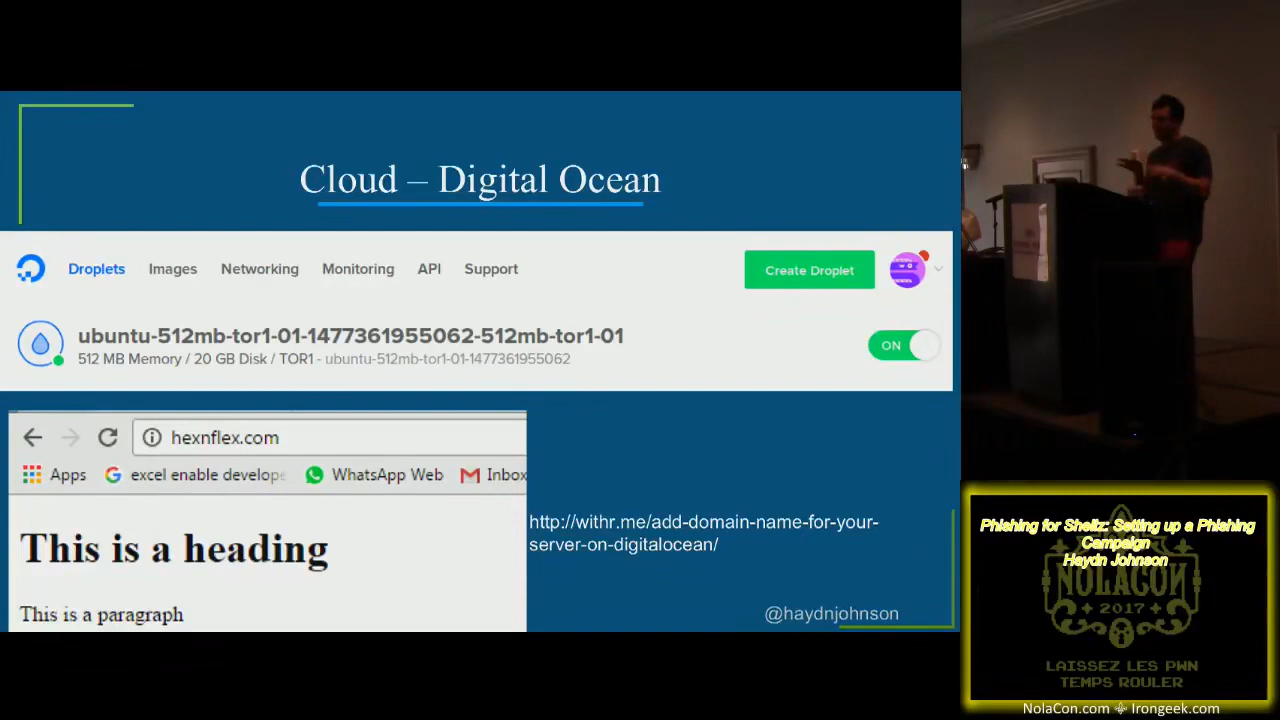 Cloud – Digital Ocean
Droplets Images Networking Monitoring API Support
Create Droplet
ubuntu-512mb-tor1-01-1477361955062-512mb-tor1-01
512 MB Memory / 20 GB Disk / TOR1 - ubuntu-512mb-tor1-01-1477361955062
ON
hexnflex.com
Apps excel enable develope WhatsApp Web Inbox
This is a heading
This is a paragraph
http://withr.me/add-domain-name-for-your-
server-on-digitalocean/
@haydnjohnson
Phishing for Shellz: Setting up a Phishing
Campaign
Haydn Johnson
NOLACON
2017
LAISSEZ LES PWN
TEMPS ROULER
NolaCon.com ⚜ Irongeek.com